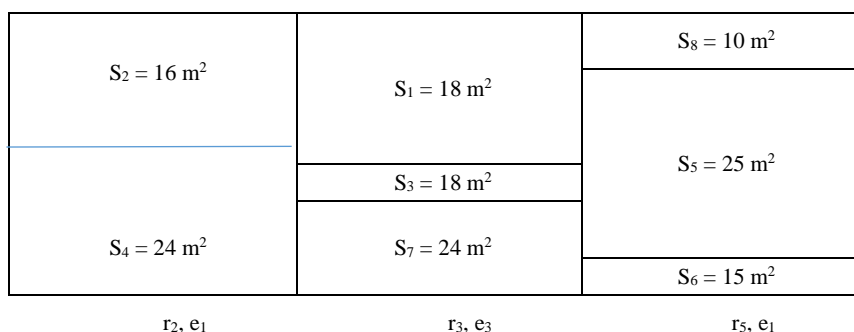 S₂ = 16 m²
S₄ = 24 m²
S₁ = 18 m²
S₃ = 18 m²
S₇ = 24 m²
S₈ = 10 m²
S₅ = 25 m²
S₆ = 15 m²
r₂, e₁
r₃, e₃
r₅, e₁